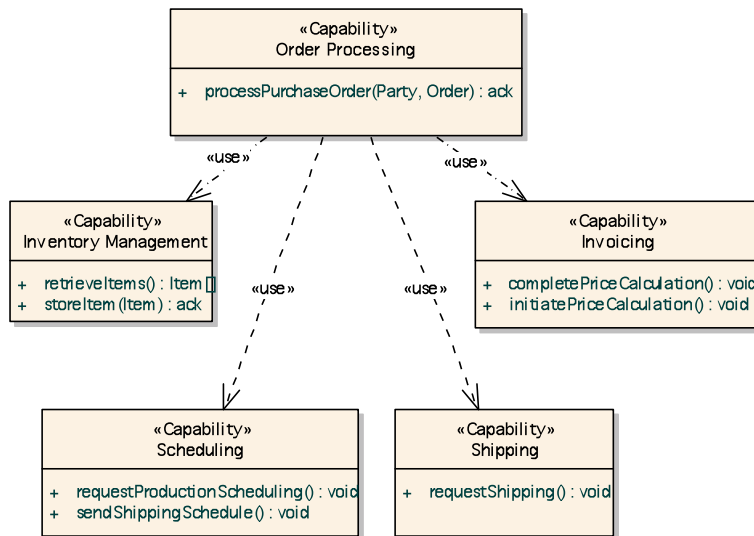 «Capability»
Order Processing
+ processPurchaseOrder(Party, Order) : ack
«use»
«use»
«Capability»
Inventory Management
+ retrieveItems() : Item[]
+ storeItem(Item) : ack
«Capability»
Invoicing
+ completePriceCalculation() : void
+ initiatePriceCalculation() : void
«use»
«use»
«Capability»
Scheduling
+ requestProductionScheduling() : void
+ sendShippingSchedule() : void
«Capability»
Shipping
+ requestShipping() : void